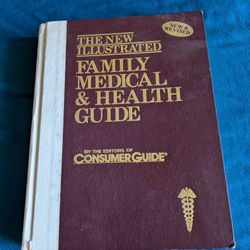 THE NEW
ILLUSTRATED
NEW &
REVISED
FAMILY
MEDICAL
& HEALTH
GUIDE
BY THE EDITORS OF
CONSUMER GUIDE®